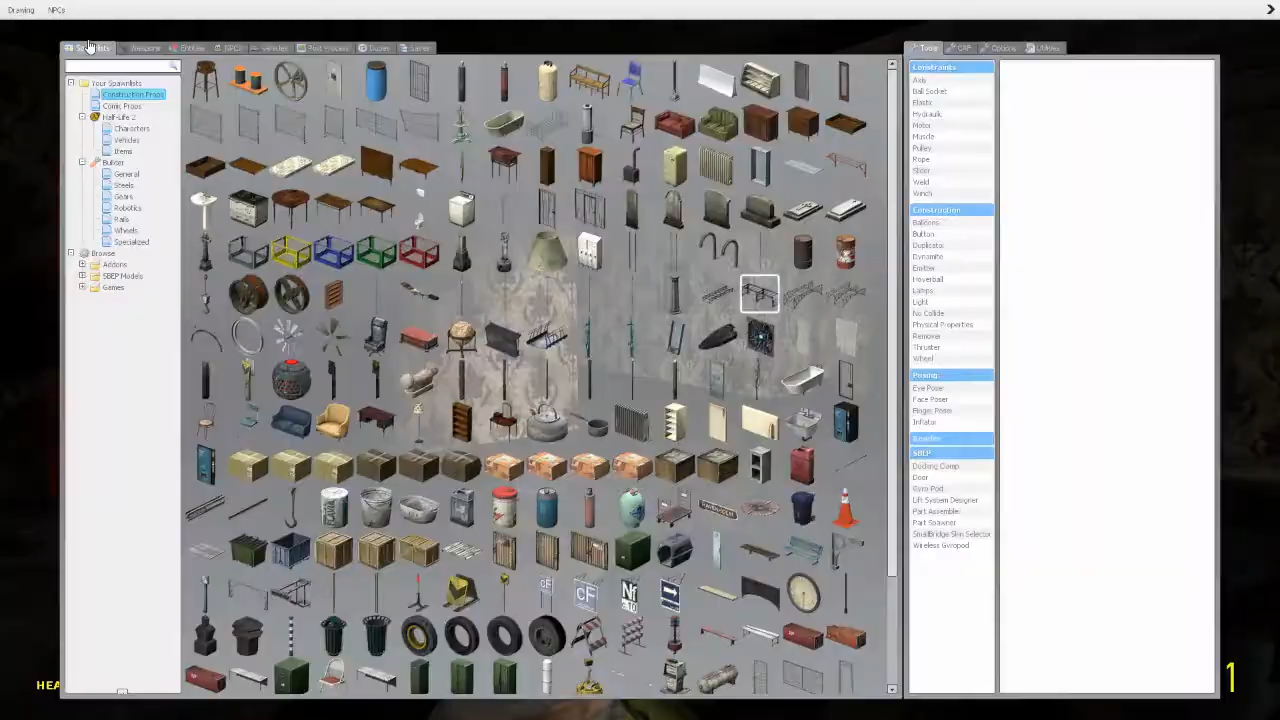 Drawing NPCs
Spawnlists Weapons Entities NPCs Vehicles Post Process Dupes Saves
Tools Options Utilities
Your Spawnlists
Construction Props
Comic Props
Half-Life 2
Characters
Vehicles
Items
Builder
General
Steels
Gears
Robotics
Rails
Wheels
Specialized
Browse
Addons
SBEP Models
Games
Constraints
Axis
Ball Socket
Elastic
Hydraulic
Motor
Muscle
Pulley
Rope
Slider
Weld
Winch
Construction
Balloons
Button
Duplicator
Dynamite
Emitter
Hoverball
Lamps
Light
No Collide
Physical Properties
Remover
Thruster
Wheel
Posing
Eye Poser
Face Poser
Finger Poser
Inflator
Render
SBEP
Docking Clamp
Door
Gyro Pod
Lift System Designer
Part Assembler
Part Spawner
SmallBridge Skin Selector
Wireless Gyropod
CF
CF
HEA
1